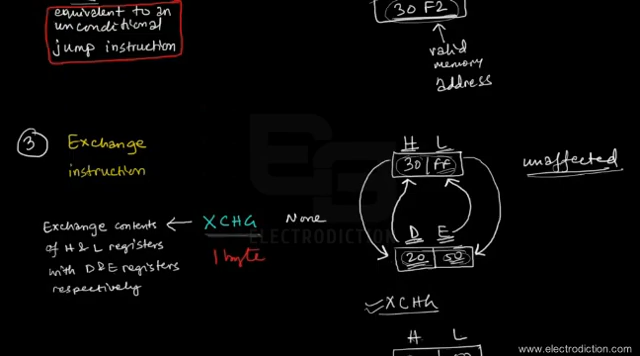 equivalent to an
unconditional
jump instruction
30 F2
valid
memory
address
3 Exchange
instruction
H L
30 FF
unaffected
Exchange contents
of H & L registers
with D & E registers
respectively
XCHG None
1 byte
ELECTRODICTION
D E
20 50
XCHG
H L
www.electrodiction.com